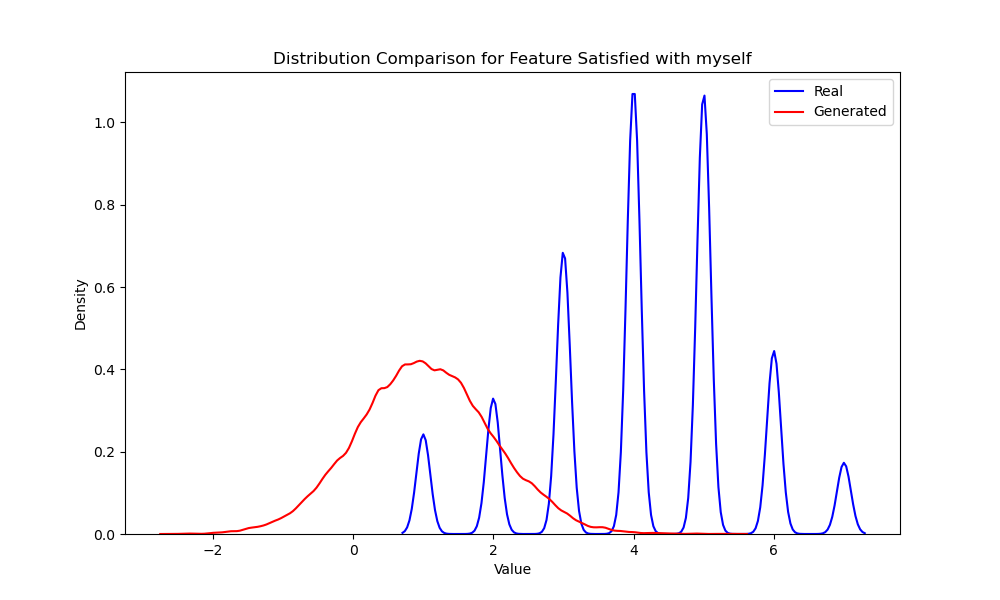 Distribution Comparison for Feature Satisfied with myself
Real
Generated
1.0
0.8
0.6
0.4
0.2
0.0
Density
−2
0
2
4
6
Value